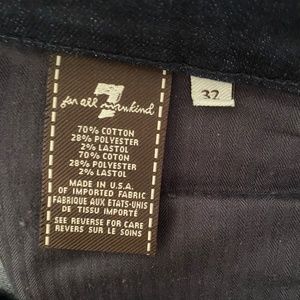 7
for all mankind
32
70% COTTON
28% POLYESTER
2% LASTOL
70% COTON
28% POLYESTER
2% LASTOL
MADE IN U.S.A.
OF IMPORTED FABRIC
FABRIQUE AUX ETATS-UNIS
DE TISSU IMPORTÉ
SEE REVERSE FOR CARE
REVERS SUR LE SOINS